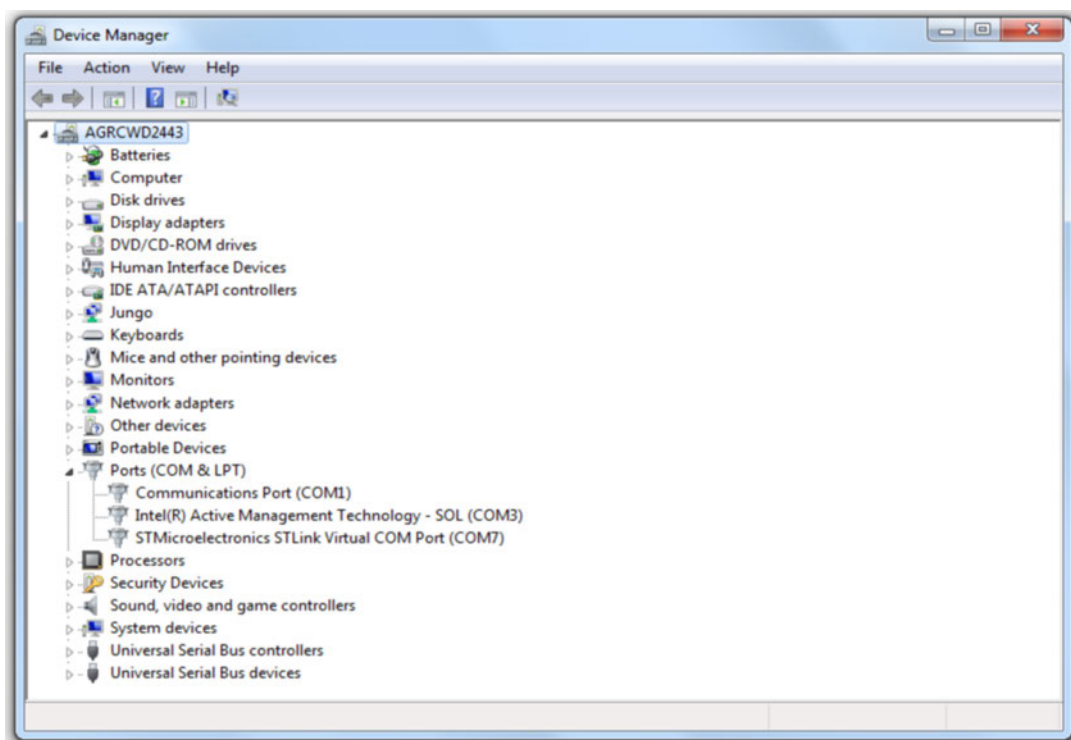 Device Manager
File Action View Help
AGRCWD2443
Batteries
Computer
Disk drives
Display adapters
DVD/CD-ROM drives
Human Interface Devices
IDE ATA/ATAPI controllers
Jungo
Keyboards
Mice and other pointing devices
Monitors
Network adapters
Other devices
Portable Devices
Ports (COM & LPT)
Communications Port (COM1)
Intel(R) Active Management Technology - SOL (COM3)
STMicroelectronics STLink Virtual COM Port (COM7)
Processors
Security Devices
Sound, video and game controllers
System devices
Universal Serial Bus controllers
Universal Serial Bus devices